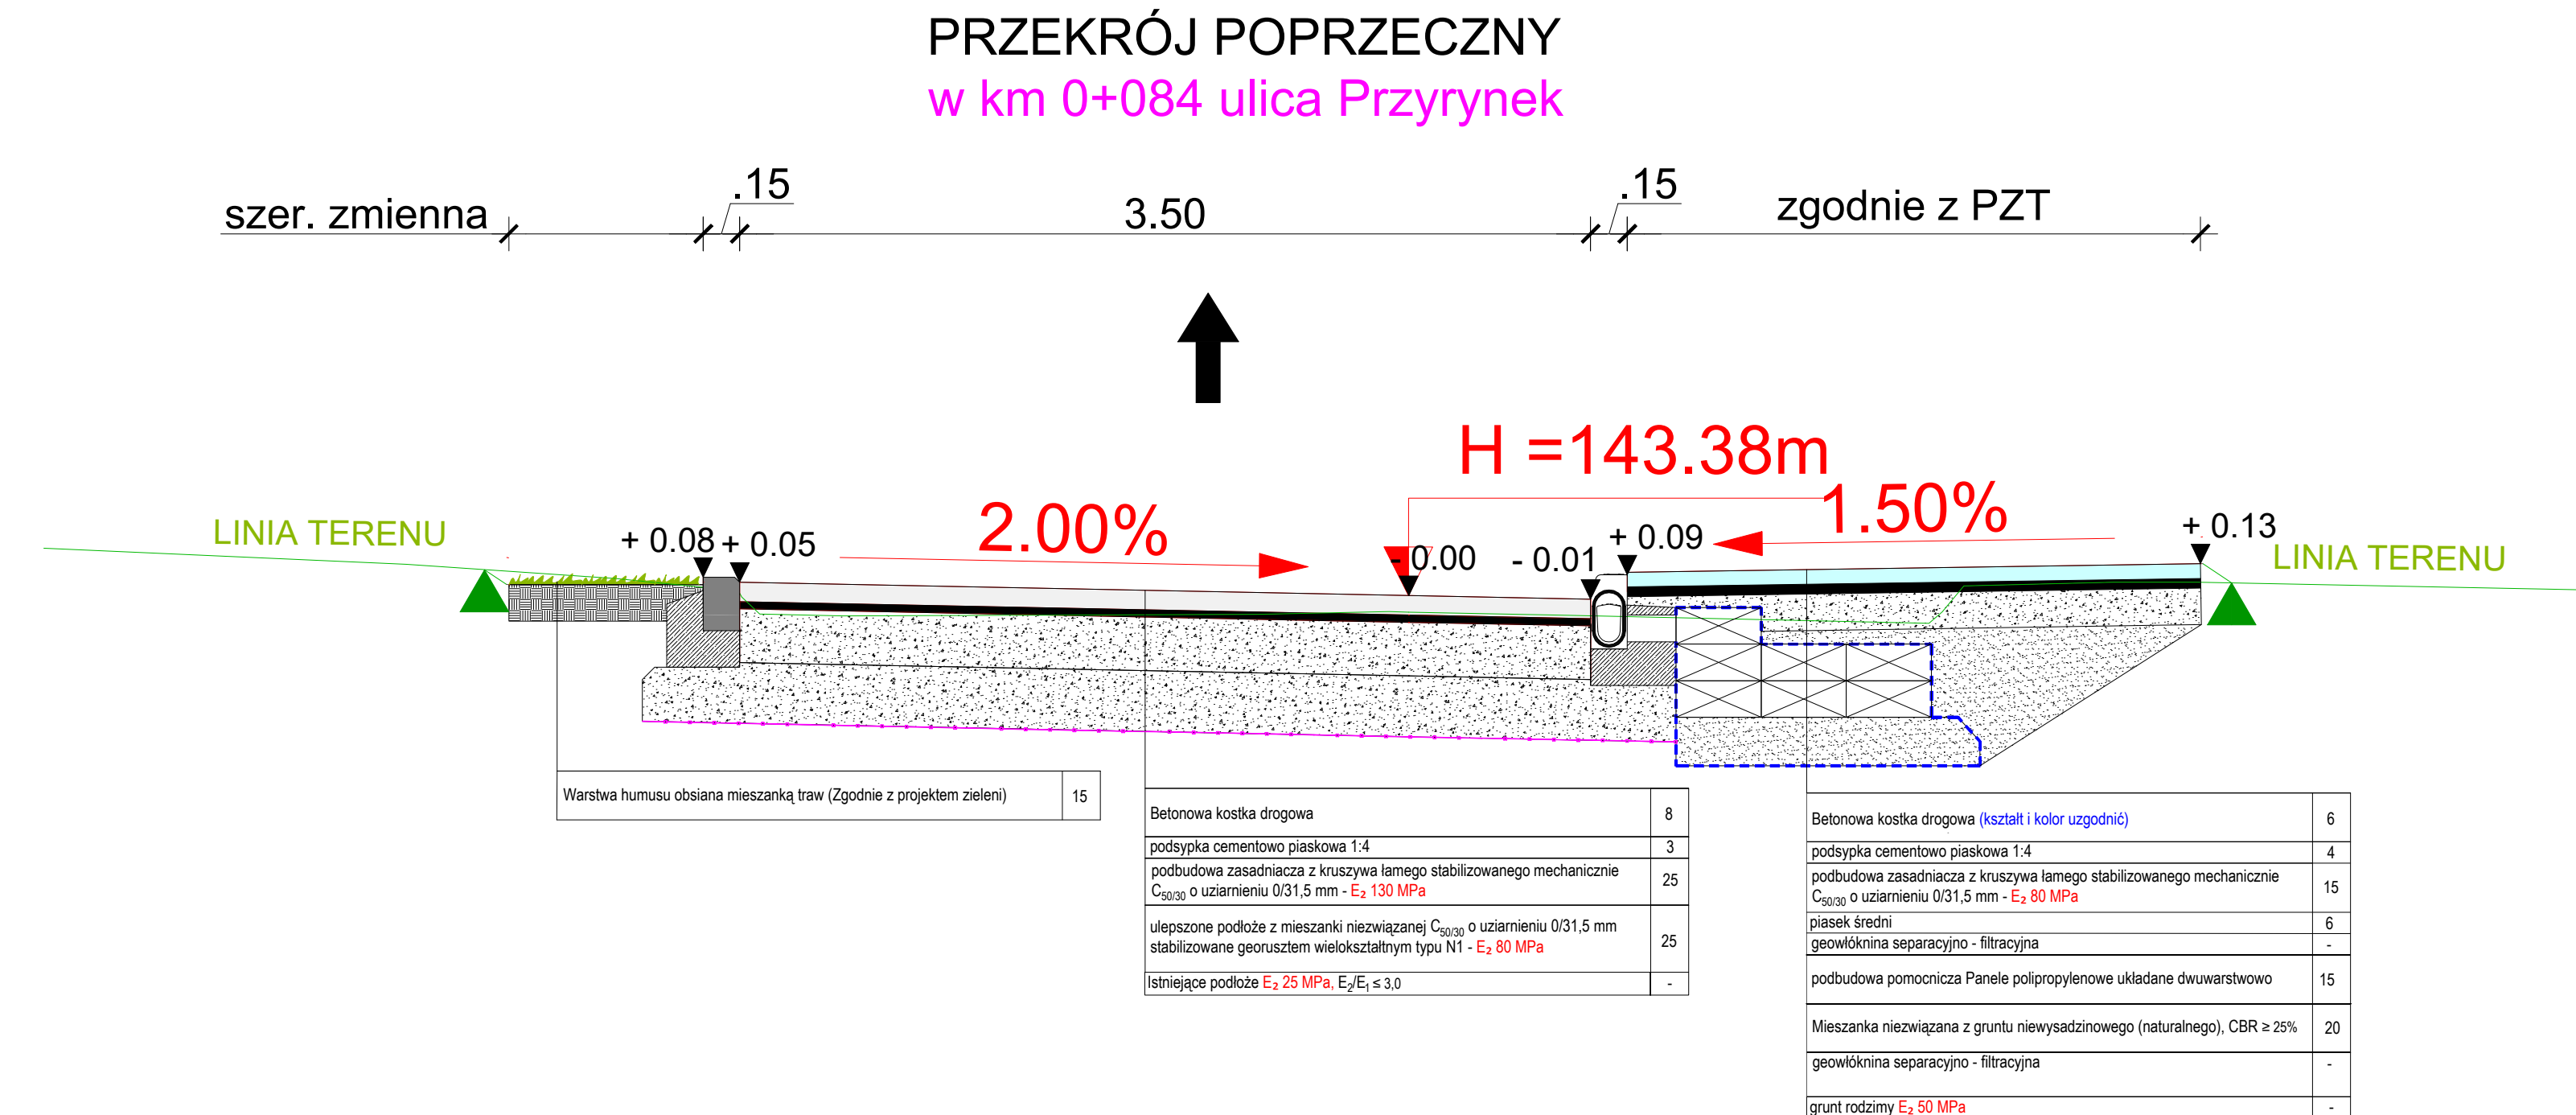 PRZEKRÓJ POPRZECZNY
w km 0+084 ulica Przyrynek
szer. zmienna
.15
3.50
.15
zgodnie z PZT
H =143.38m
2.00%
1.50%
LINIA TERENU
+ 0.08
+ 0.05
- 0.00
- 0.01
+ 0.09
+ 0.13
LINIA TERENU
Warstwa humusu obsiana mieszanką traw (Zgodnie z projektem zieleni) 15
Betonowa kostka drogowa 8
podsypka cementowo piaskowa 1:4 3
podbudowa zasadniacza z kruszywa łamego stabilizowanego mechanicznie
C50/30 o uziarnieniu 0/31,5 mm - E₂ 130 MPa 25
ulepszone podłoże z mieszanki niezwiązanej C50/30 o uziarnieniu 0/31,5 mm
stabilizowane georusztem wielokształtnym typu N1 - E₂ 80 MPa 25
Istniejące podłoże E₂ 25 MPa, E2/E1 ≤ 3,0 -
Betonowa kostka drogowa (kształt i kolor uzgodnić) 6
podsypka cementowo piaskowa 1:4 4
podbudowa zasadniacza z kruszywa łamego stabilizowanego mechanicznie
C50/30 o uziarnieniu 0/31,5 mm - E₂ 80 MPa 15
piasek średni 6
geowłóknina separacyjno - filtracyjna -
podbudowa pomocnicza Panele polipropylenowe układane dwuwarstwowo 15
Mieszanka niezwiązana z gruntu niewysadzinowego (naturalnego), CBR ≥ 25% 20
geowłóknina separacyjno - filtracyjna -
grunt rodzimy E₂ 50 MPa -